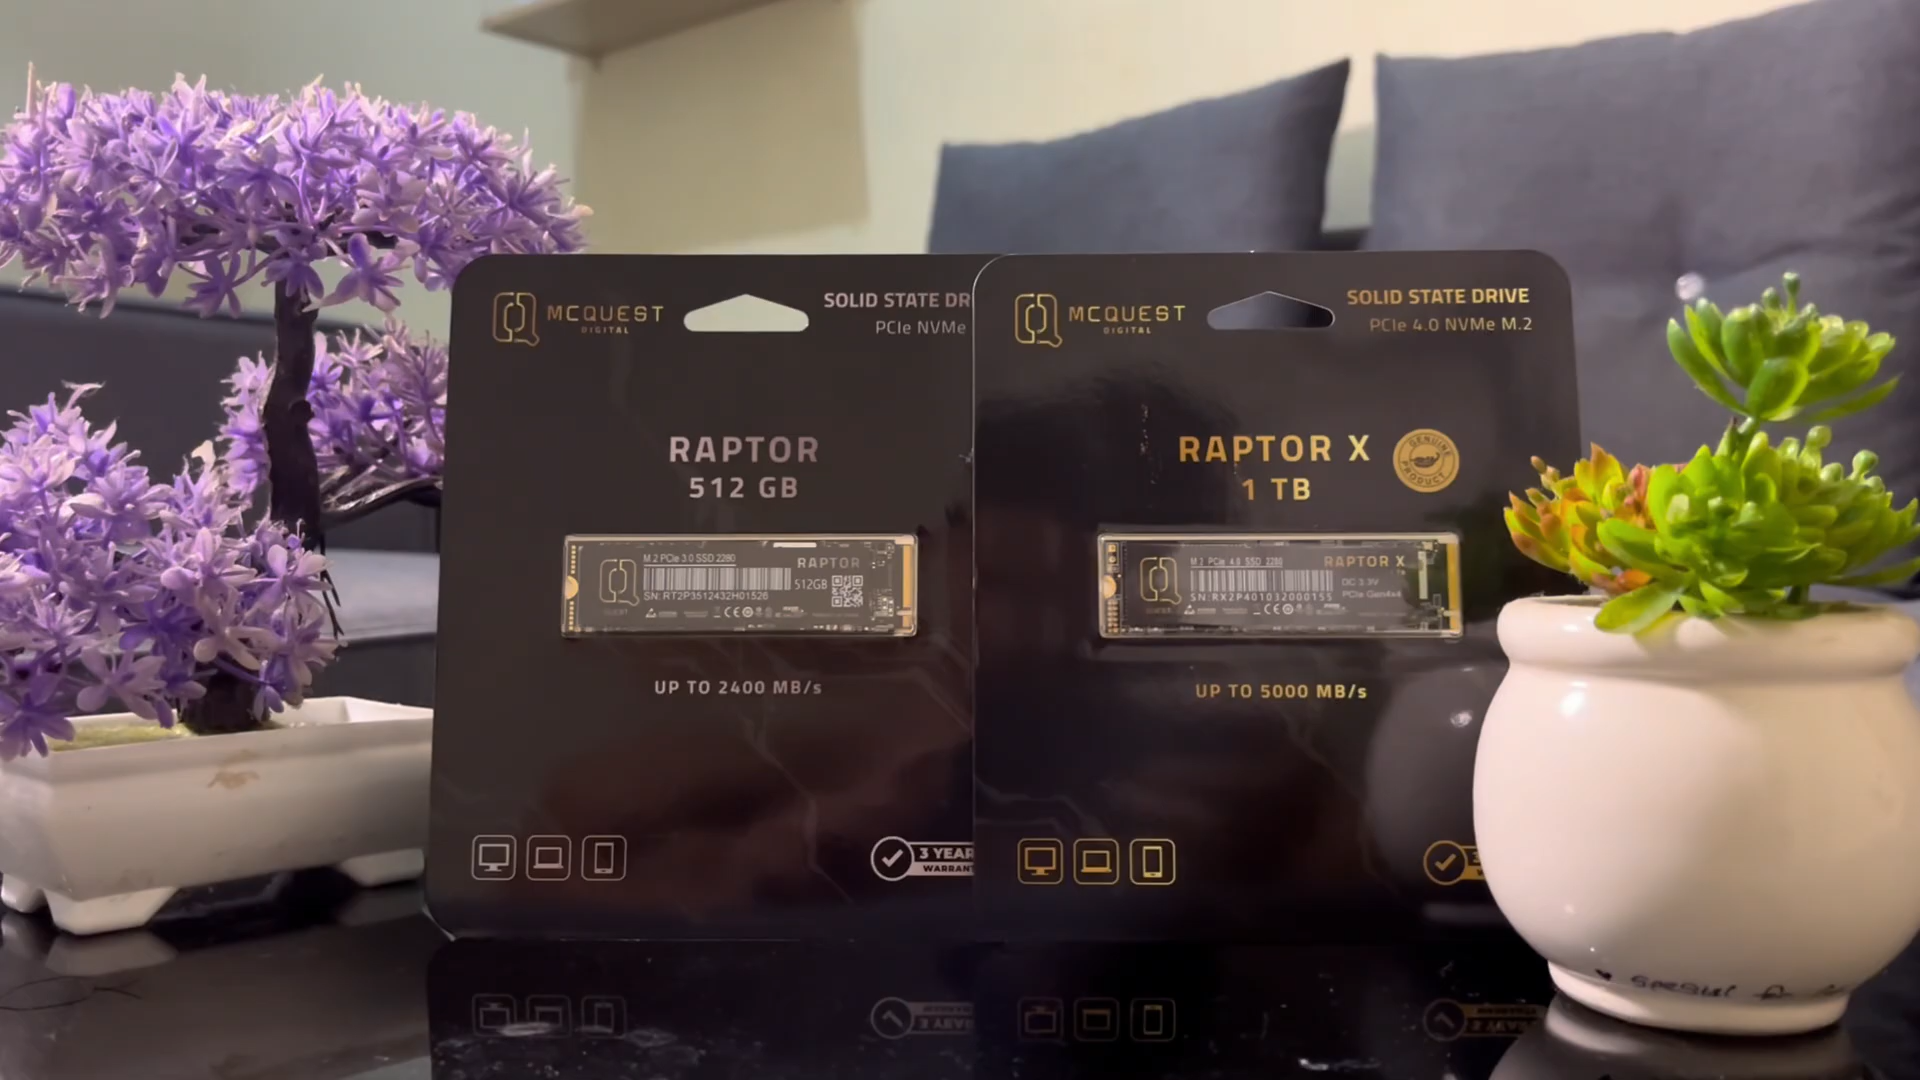 MCQUEST
DIGITAL
SOLID STATE DR
PCIe NVMe
RAPTOR
512 GB
M.2 PCIe 3.0 SSD 2280
RAPTOR
512GB
SN: RT2P3512432H01526
QUEST
UP TO 2400 MB/s
3 YEAR
WARRANT
MCQUEST
DIGITAL
SOLID STATE DRIVE
PCIe 4.0 NVMe M.2
RAPTOR X
1 TB
GENUINE
PRODUCT
M.2 PCIe 4.0 SSD 2280
RAPTOR X
DC 3.3V
PCIe Gen4x4
SN:RX2P401032000155
QUEST
UP TO 5000 MB/s